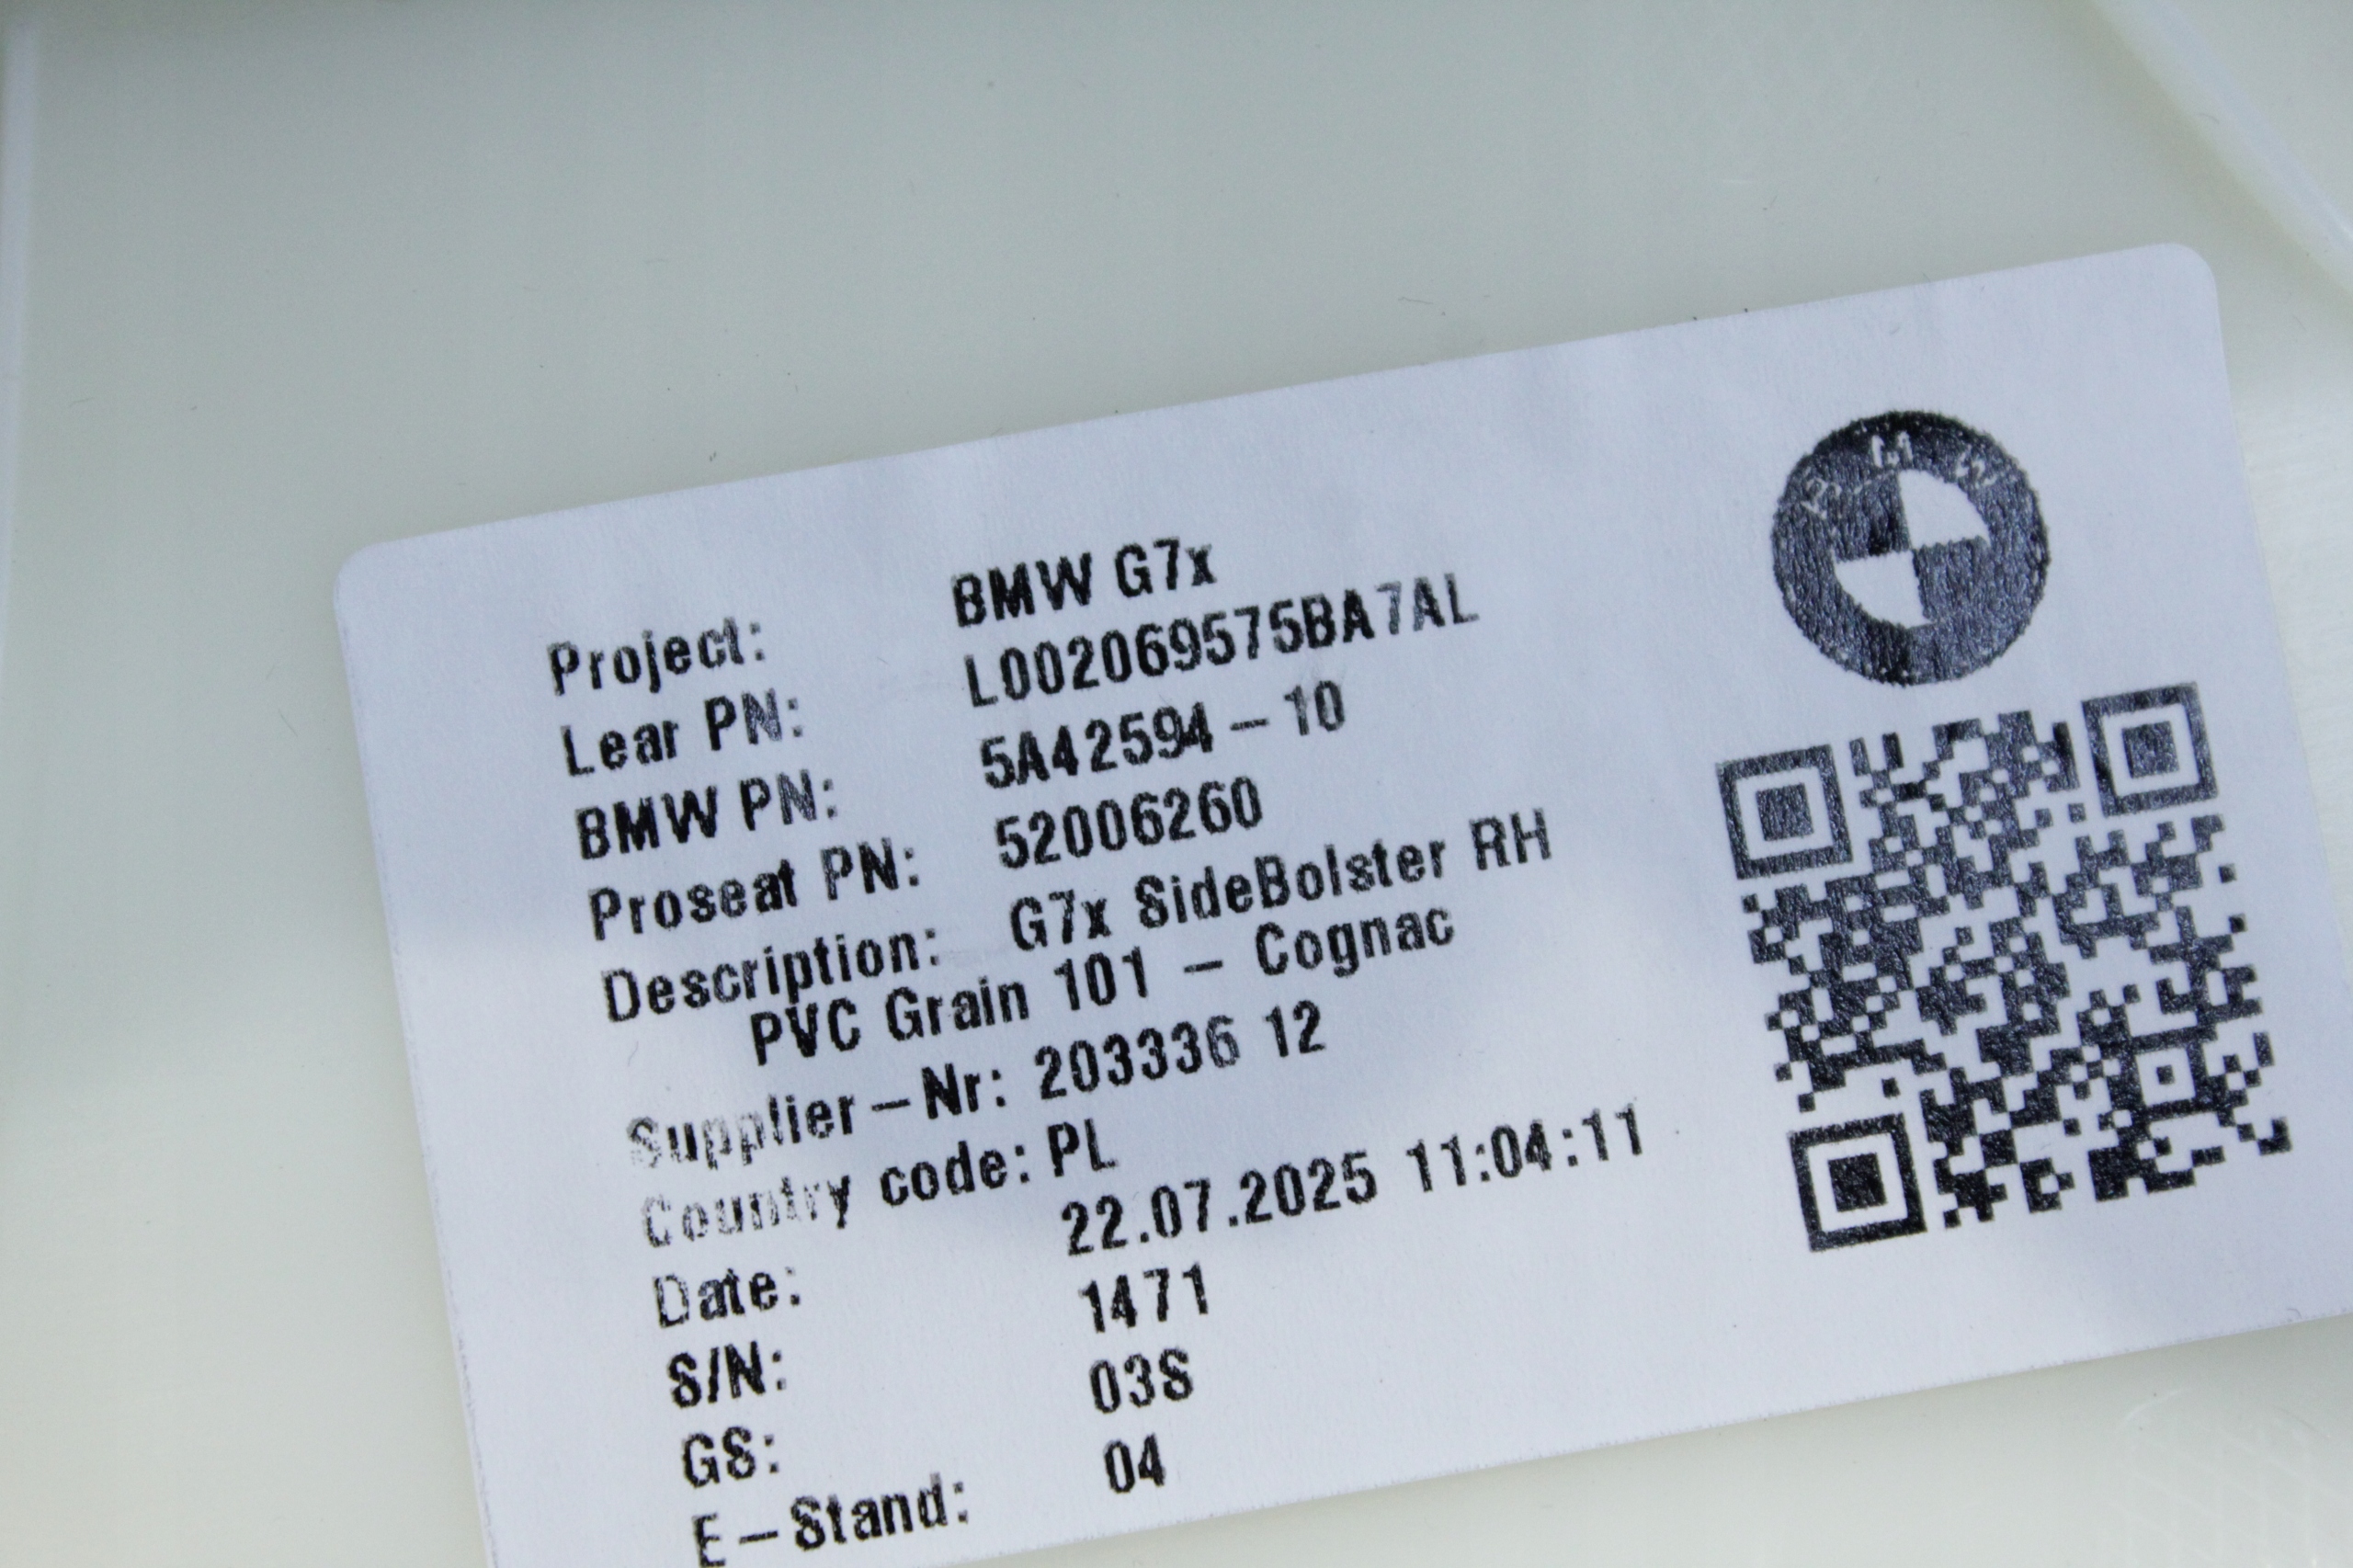 B M W
Project: BMW G7x
Lear PN: L002069575BA7AL
BMW PN: 5A42594-10
Proseat PN: 52006260
Description: G7x SideBolster RH
PVC Grain 101 - Cognac
Supplier-Nr: 203336 12
Country code: PL
Date: 22.07.2025 11:04:11
S/N: 1471
GS: 03S
E-Stand: 04